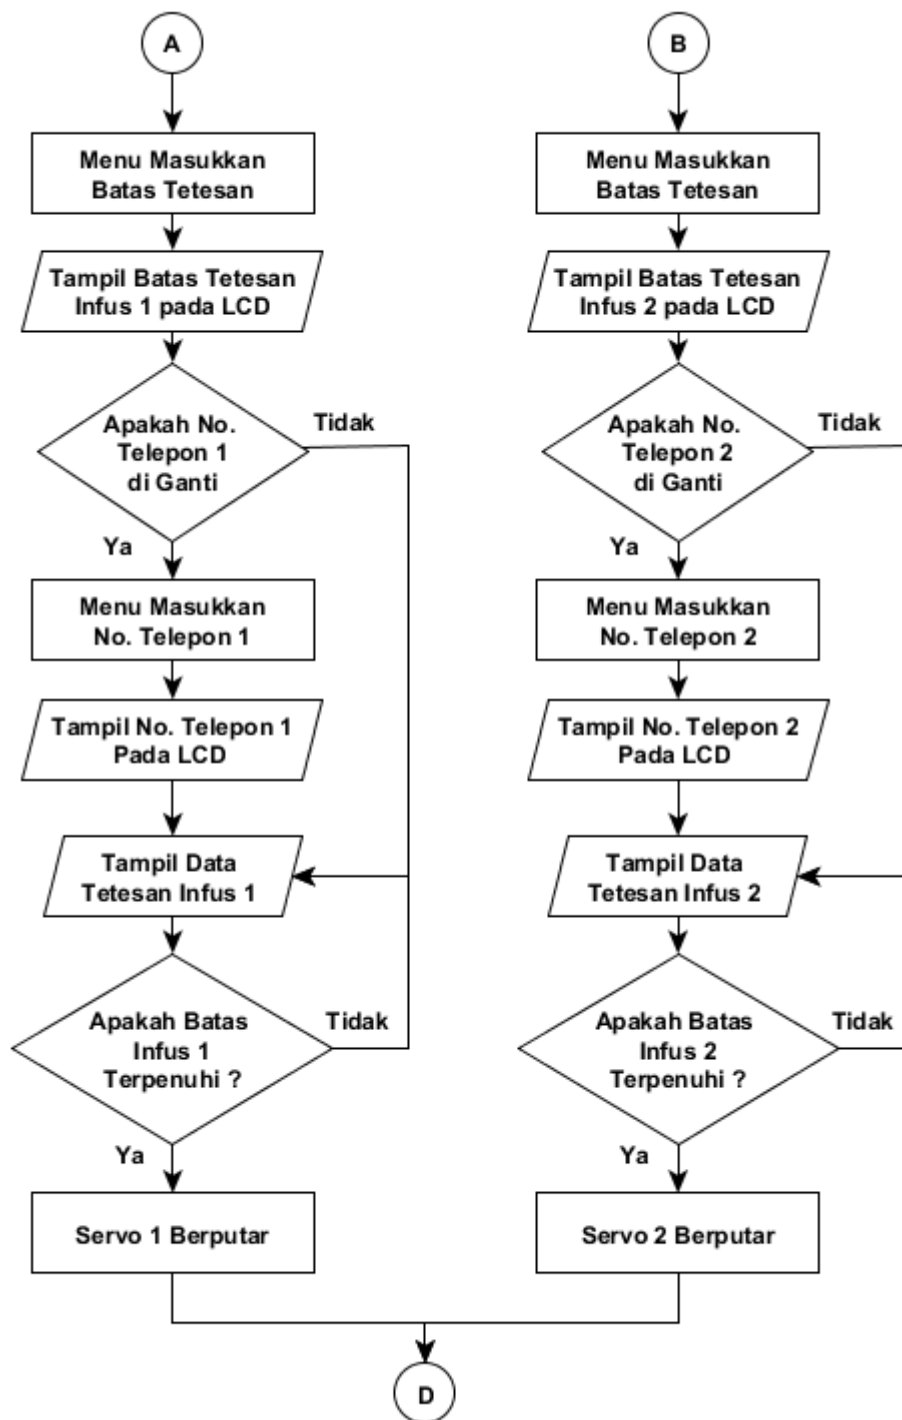 A
Menu Masukkan
Batas Tetesan
Tampil Batas Tetesan
Infus 1 pada LCD
Apakah No.
Telepon 1
di Ganti
Tidak
Ya
Menu Masukkan
No. Telepon 1
Tampil No. Telepon 1
Pada LCD
Tampil Data
Tetesan Infus 1
Apakah Batas
Infus 1
Terpenuhi ?
Tidak
Ya
Servo 1 Berputar
B
Menu Masukkan
Batas Tetesan
Tampil Batas Tetesan
Infus 2 pada LCD
Apakah No.
Telepon 2
di Ganti
Tidak
Ya
Menu Masukkan
No. Telepon 2
Tampil No. Telepon 2
Pada LCD
Tampil Data
Tetesan Infus 2
Apakah Batas
Infus 2
Terpenuhi ?
Tidak
Ya
Servo 2 Berputar
D